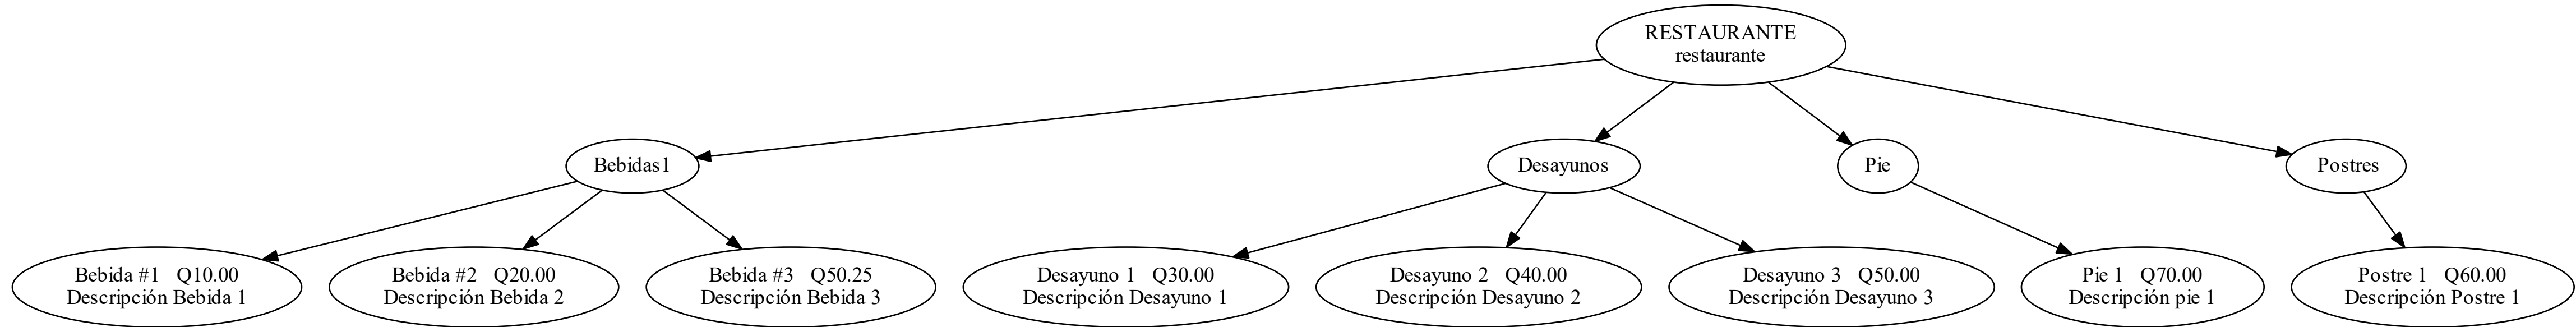 RESTAURANTE
restaurante
Bebidas1
Desayunos
Pie
Postres
Bebida #1   Q10.00
Descripción Bebida 1
Bebida #2   Q20.00
Descripción Bebida 2
Bebida #3   Q50.25
Descripción Bebida 3
Desayuno 1   Q30.00
Descripción Desayuno 1
Desayuno 2   Q40.00
Descripción Desayuno 2
Desayuno 3   Q50.00
Descripción Desayuno 3
Pie 1   Q70.00
Descripción pie 1
Postre 1   Q60.00
Descripción Postre 1